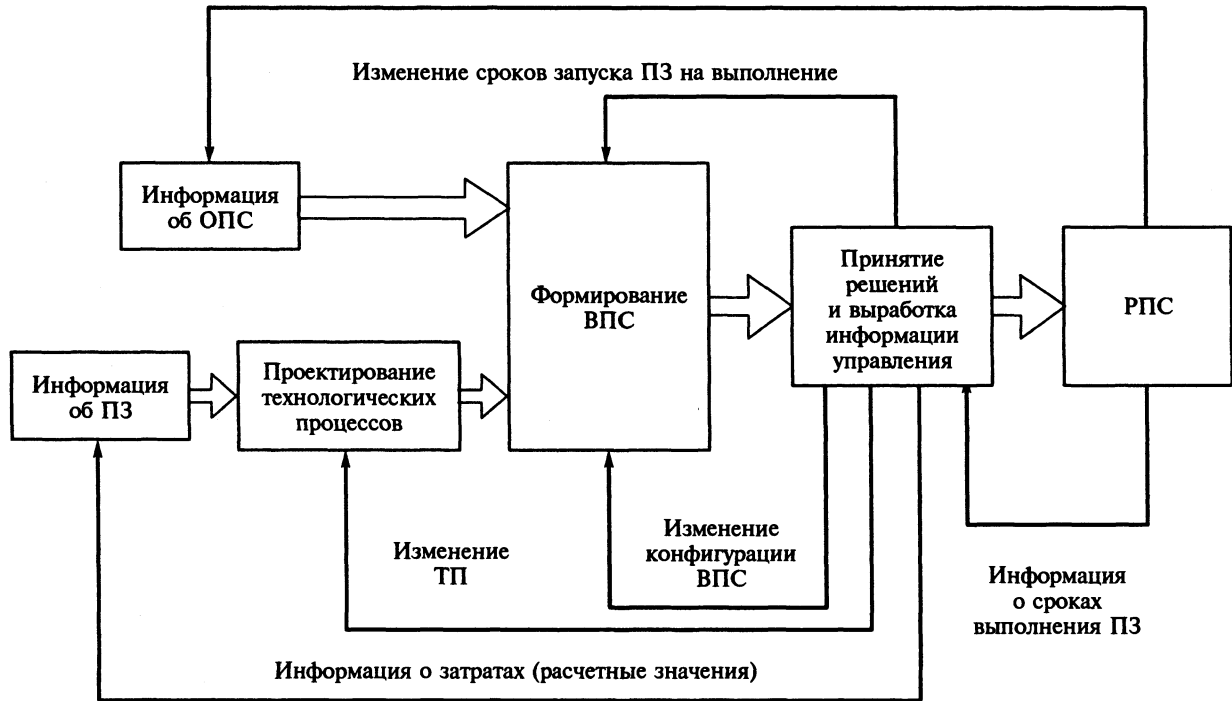 Изменение сроков запуска ПЗ на выполнение
Информация
об ОПС
Формирование
ВПС
Принятие
решений
и выработка
информации
управления
РПС
Информация
об ПЗ
Проектирование
технологических
процессов
Изменение
ТП
Изменение
конфигурации
ВПС
Информация
о сроках
выполнения ПЗ
Информация о затратах (расчетные значения)